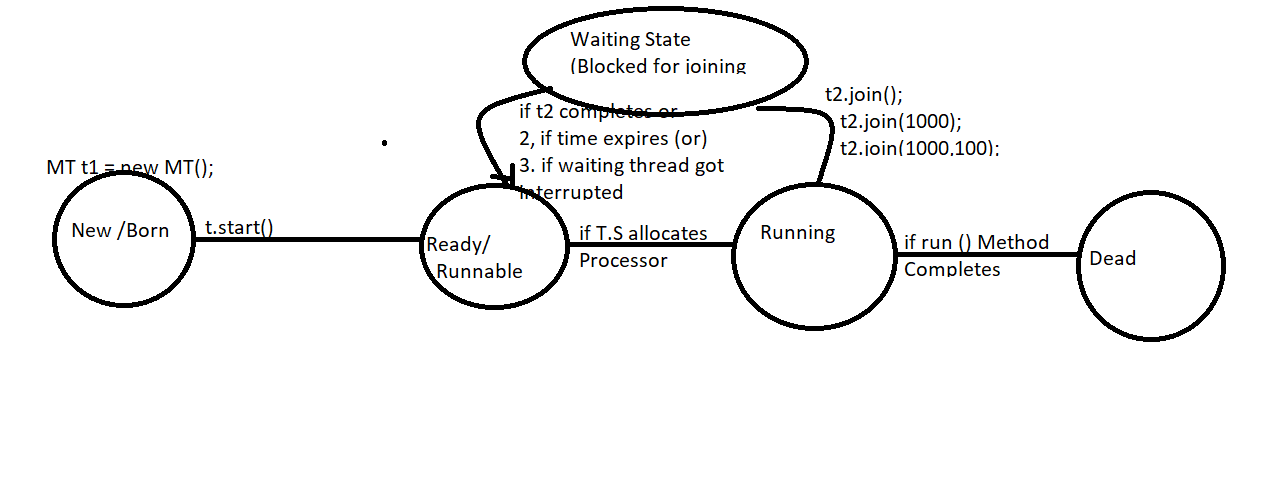 Waiting State
(Blocked for joining
t2.join();
t2.join(1000);
t2.join(1000,100);
if t2 completes or
2, if time expires (or)
3. if waiting thread got
interrupted
MT t1 = new MT();
New /Born
t.start()
Ready/
Runnable
if T.S allocates
Processor
Running
if run () Method
Completes
Dead